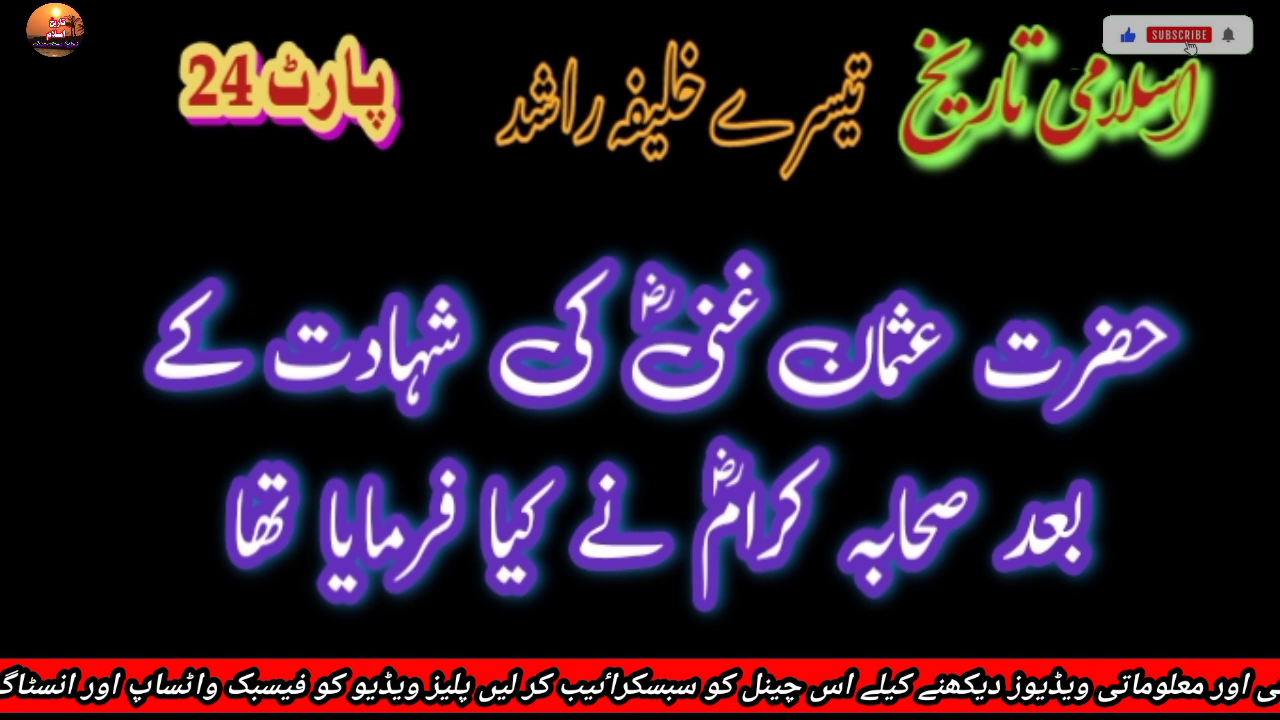 اسلامی تاریخ تیسرے خلیفہ راشد پارٹ 24
SUBSCRIBE
تاریخ
اسلام
حضرت عثمان غنیؓ کی شہادت کے
بعد صحابہ کرامؓ نے کیا فرمایا تھا
اور معلوماتی ویڈیوز دیکھنے کیلے اس چینل کو سبسکرائیب کر لیں پلیز ویڈیو کو فیسبک واٹساپ اور